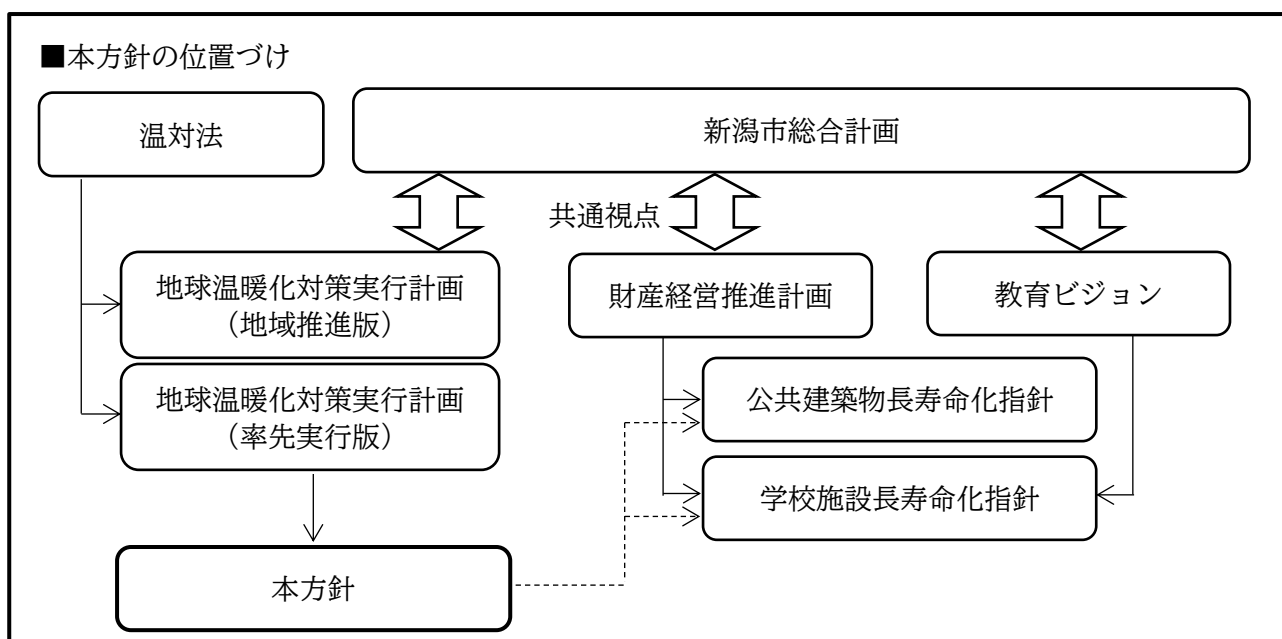 ■本方針の位置づけ
温対法
新潟市総合計画
共通視点
地球温暖化対策実行計画
（地域推進版）
財産経営推進計画
教育ビジョン
地球温暖化対策実行計画
（率先実行版）
公共建築物長寿命化指針
学校施設長寿命化指針
本方針